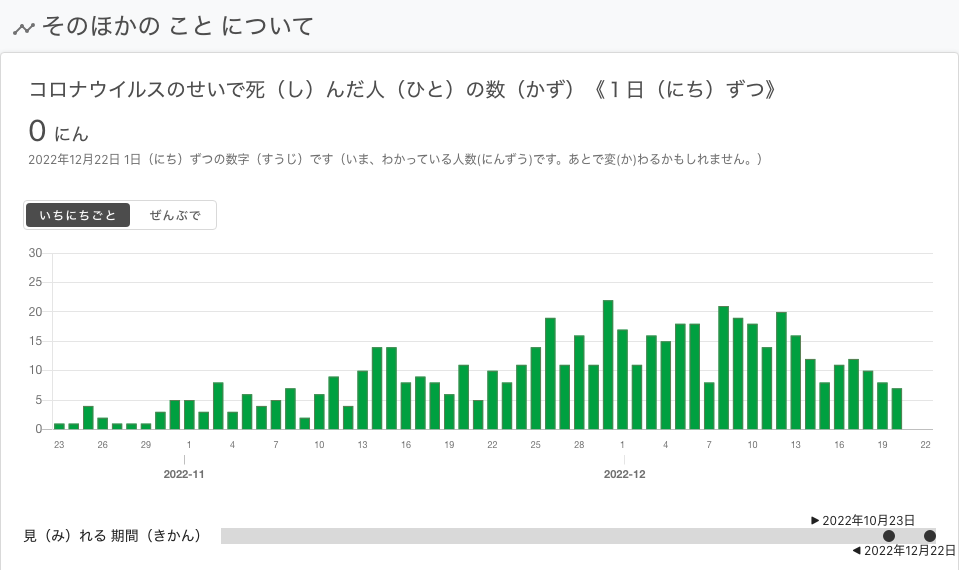 そのほかの こと について
コロナウイルスのせいで死（し）んだ人（ひと）の数（かず）《１日（にち）ずつ》
0 にん
2022年12月22日 1日（にち）ずつの数字（すうじ）です（いま、わかっている人数(にんずう)です。あとで変(か)わるかもしれません。）
いちにちごと ぜんぶで
30
25
20
15
10
5
0
23 26 29 1 4 7 10 13 16 19 22 25 28 1 4 7 10 13 16 19 22
2022-11 2022-12
▶ 2022年10月23日
見（み）れる 期間（きかん）
◀ 2022年12月22日